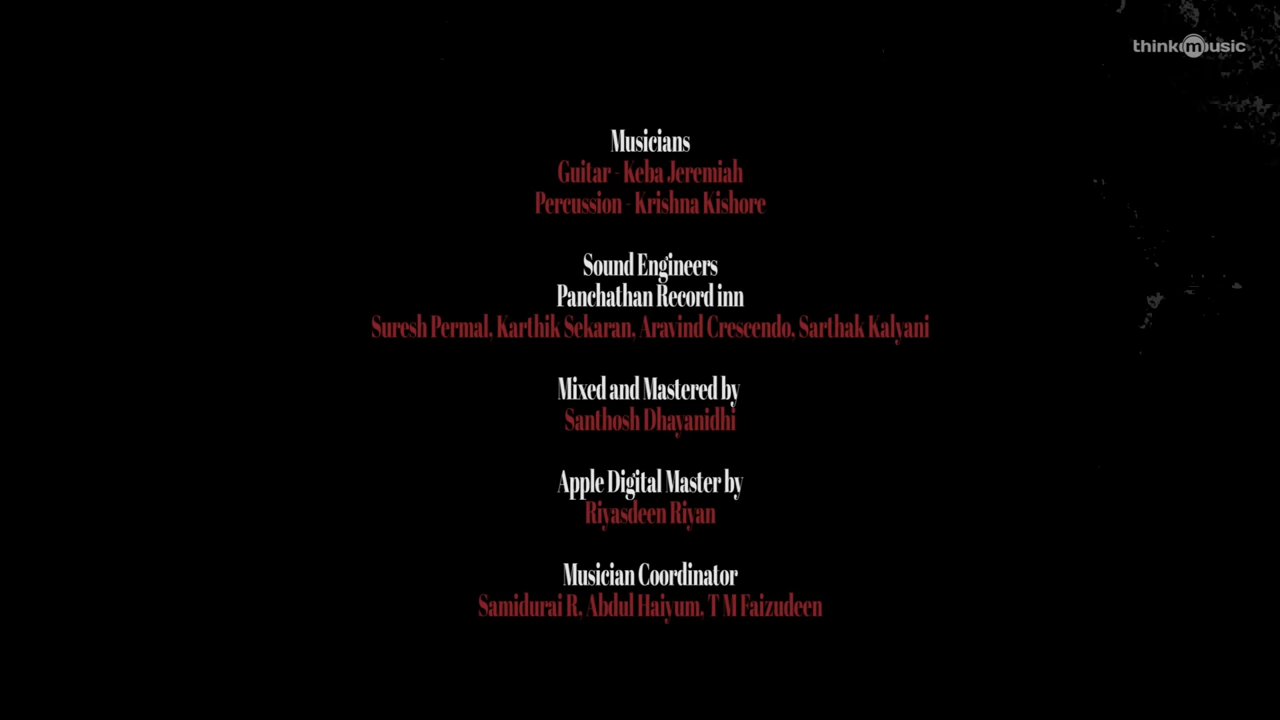 thinkmusic
Musicians
Guitar - Keba Jeremiah
Percussion - Krishna Kishore
Sound Engineers
Panchathan Record inn
Suresh Permal, Karthik Sekaran, Aravind Crescendo, Sarthak Kalyani
Mixed and Mastered by
Santhosh Dhayanidhi
Apple Digital Master by
Riyasdeen Riyan
Musician Coordinator
Samidurai R, Abdul Haiyum, T M Faizudeen